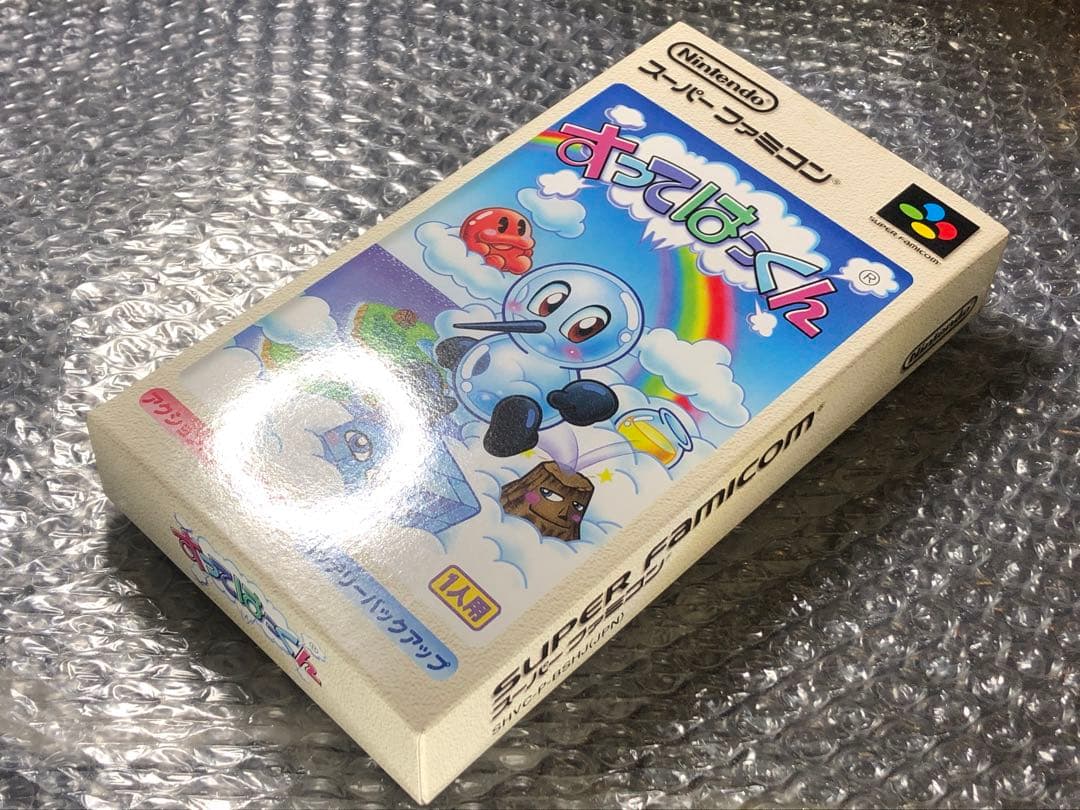 Nintendo
スーパーファミコン®
SUPER FAMICOM
すってはっくん
®
アクション
バッテリーバックアップ
1人用
すってはっくん
®
Nintendo
SUPER FAMICOM®
スーパーファミコン
SHVC-P-BSHJ(JPN)